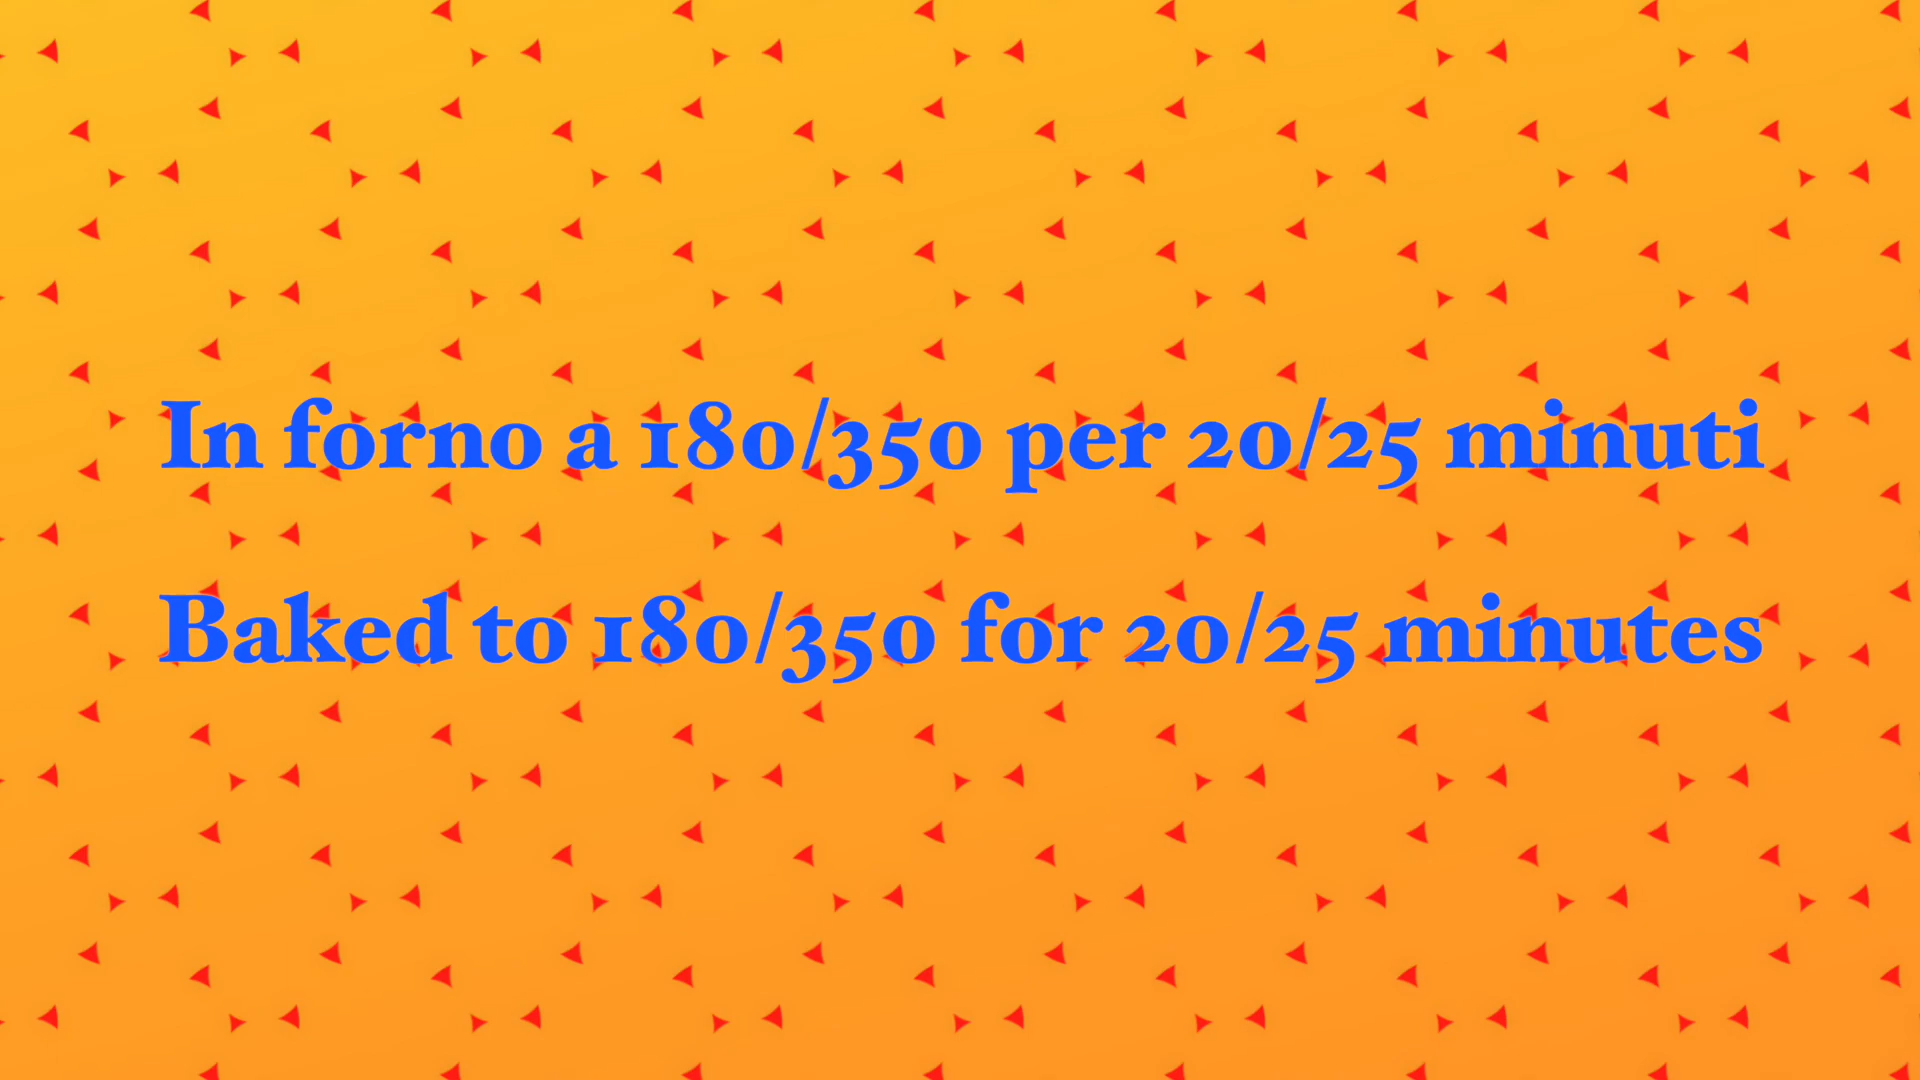 In forno a 180/350 per 20/25 minuti
Baked to 180/350 for 20/25 minutes